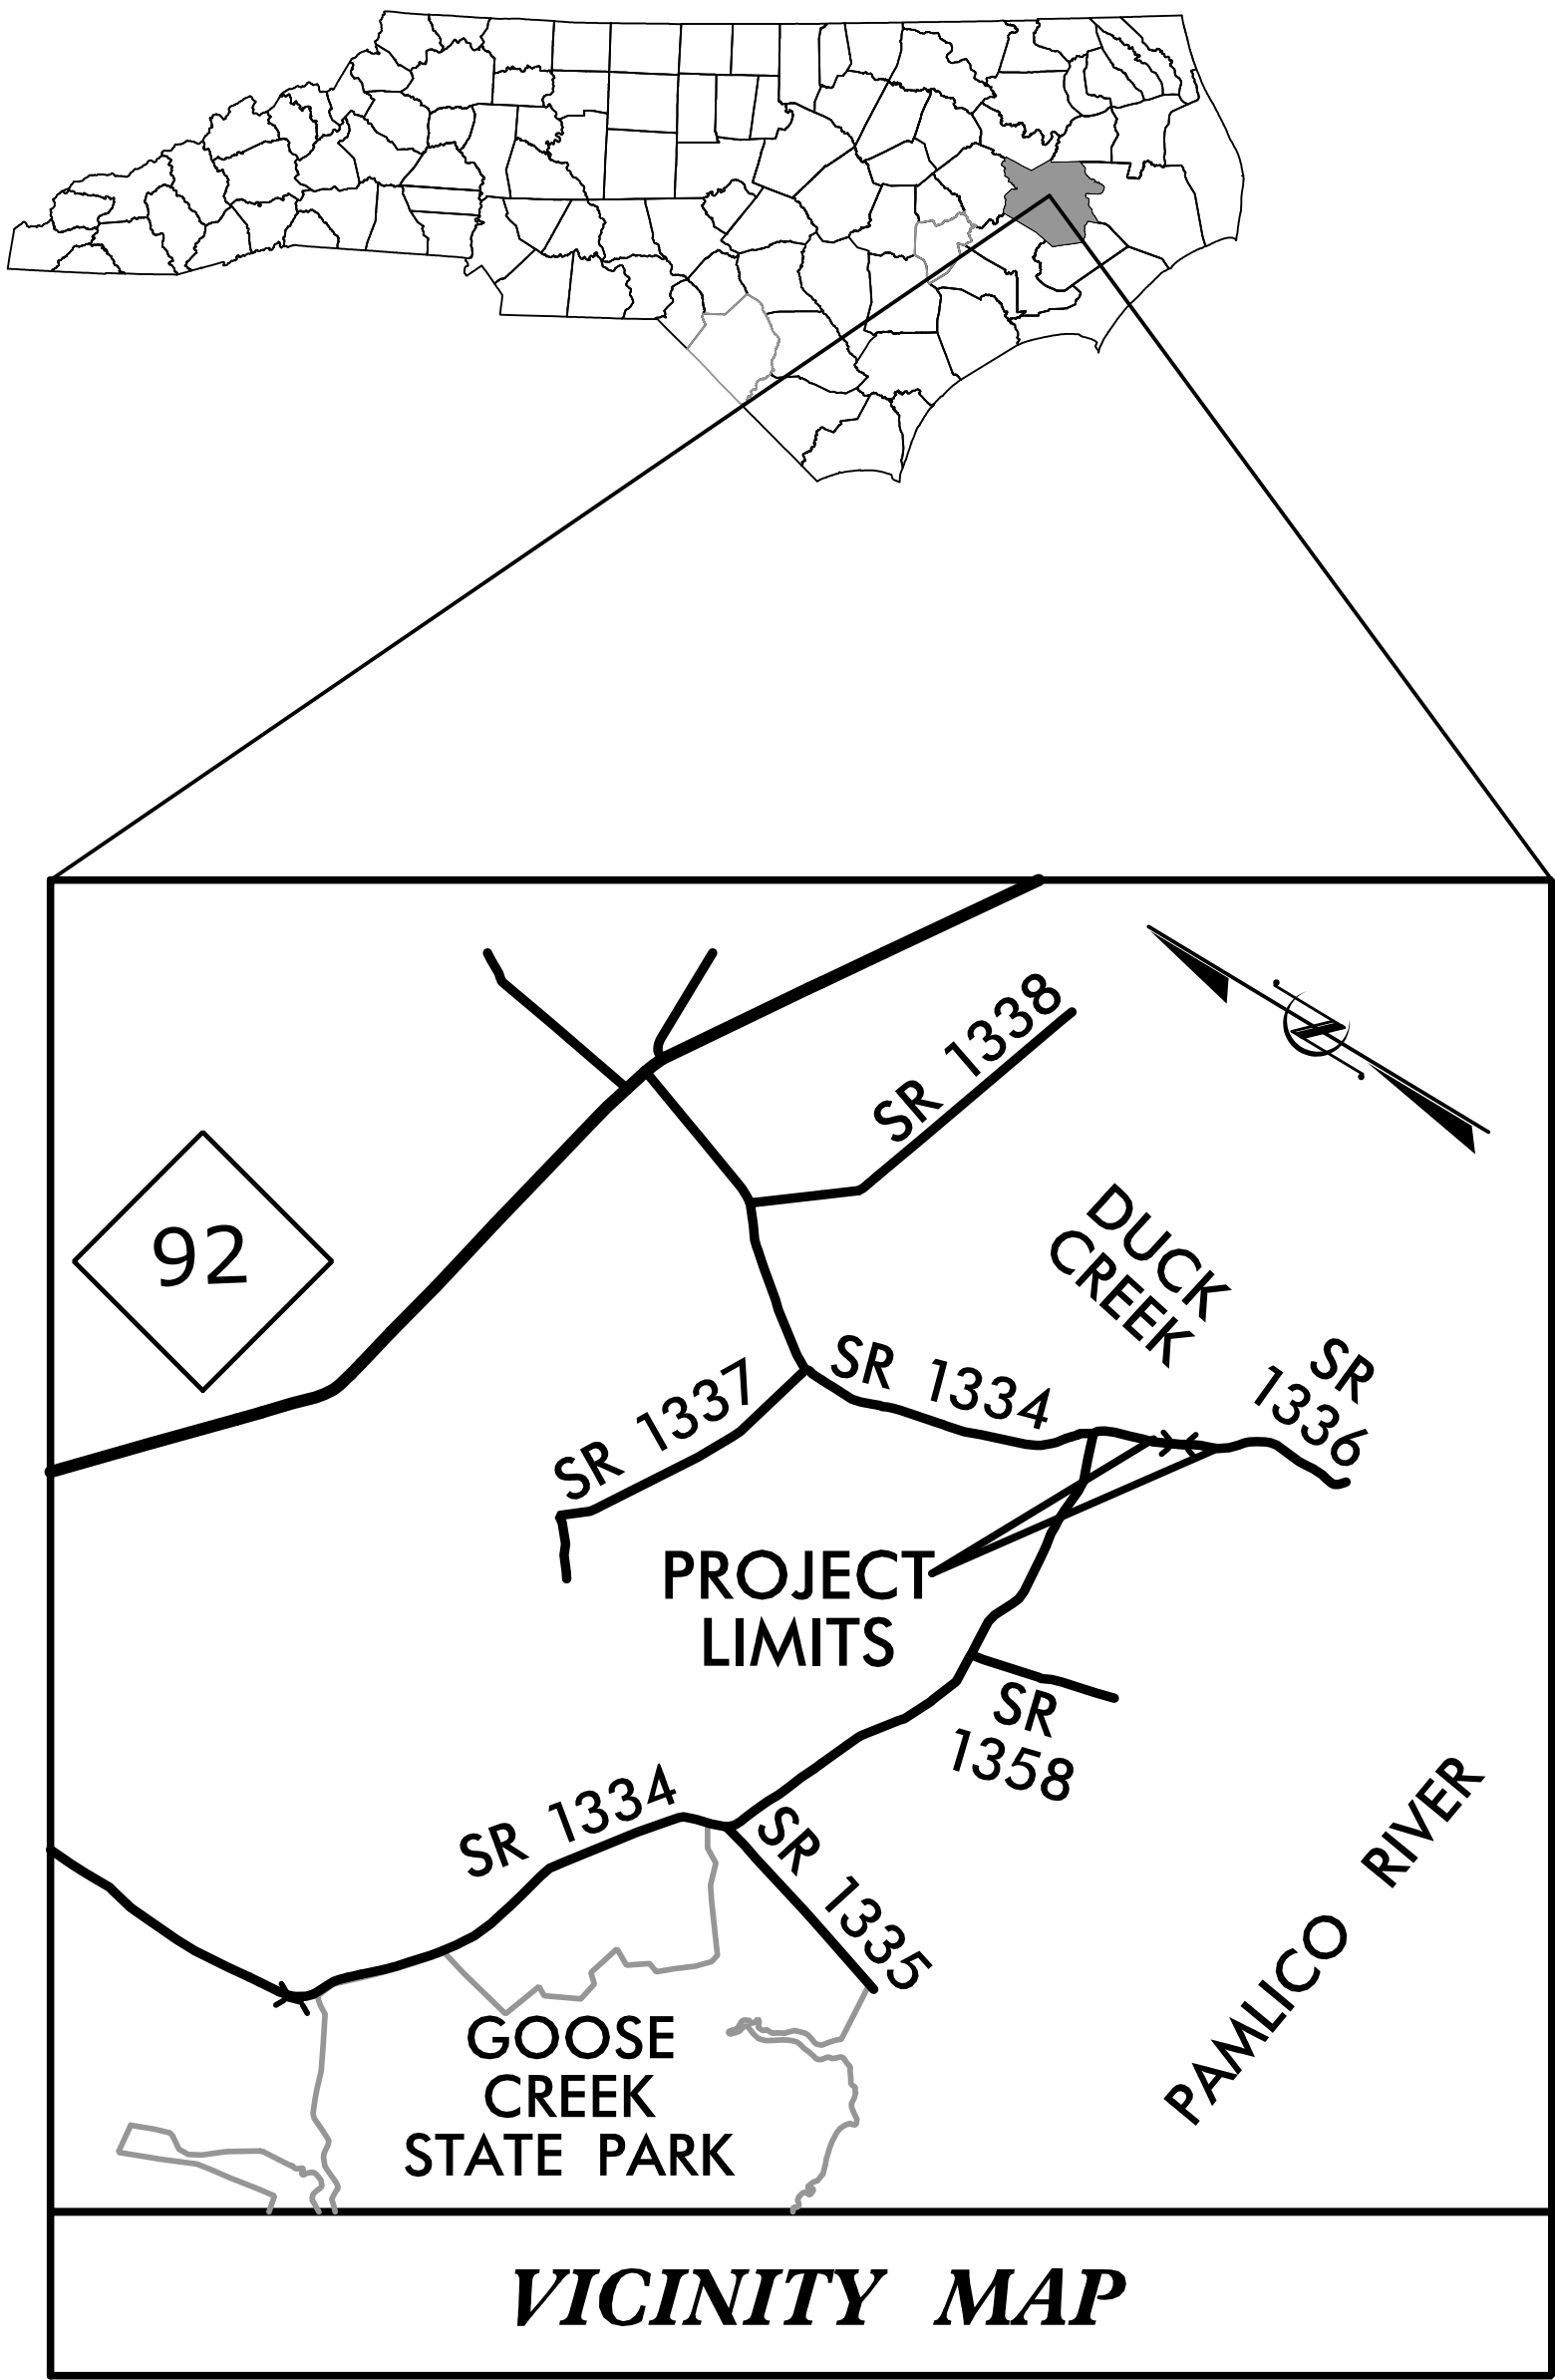 SR 1338
92
DUCK
CREEK
SR
1336
SR 1334
SR 1337
PROJECT
LIMITS
SR
1358
SR 1334
SR 1335
PAMLICO RIVER
GOOSE
CREEK
STATE PARK
VICINITY MAP